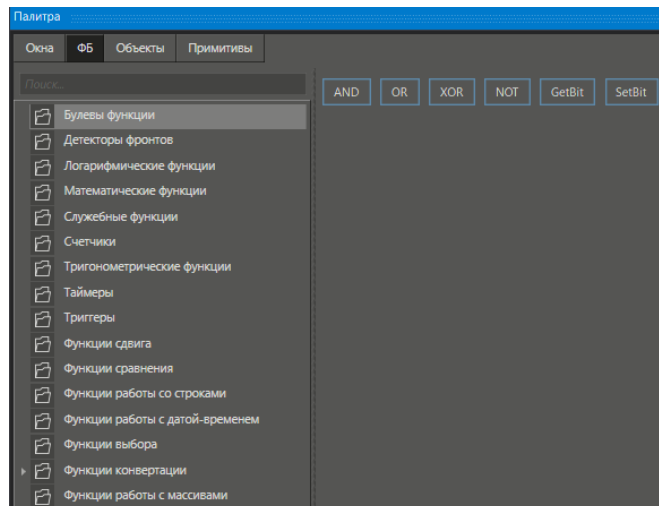 Палитра
Окна ФБ Объекты Примитивы
Поиск...
AND OR XOR NOT GetBit SetBit
Булевы функции
Детекторы фронтов
Логарифмические функции
Математические функции
Служебные функции
Счетчики
Тригонометрические функции
Таймеры
Триггеры
Функции сдвига
Функции сравнения
Функции работы со строками
Функции работы с датой-временем
Функции выбора
Функции конвертации
Функции работы с массивами